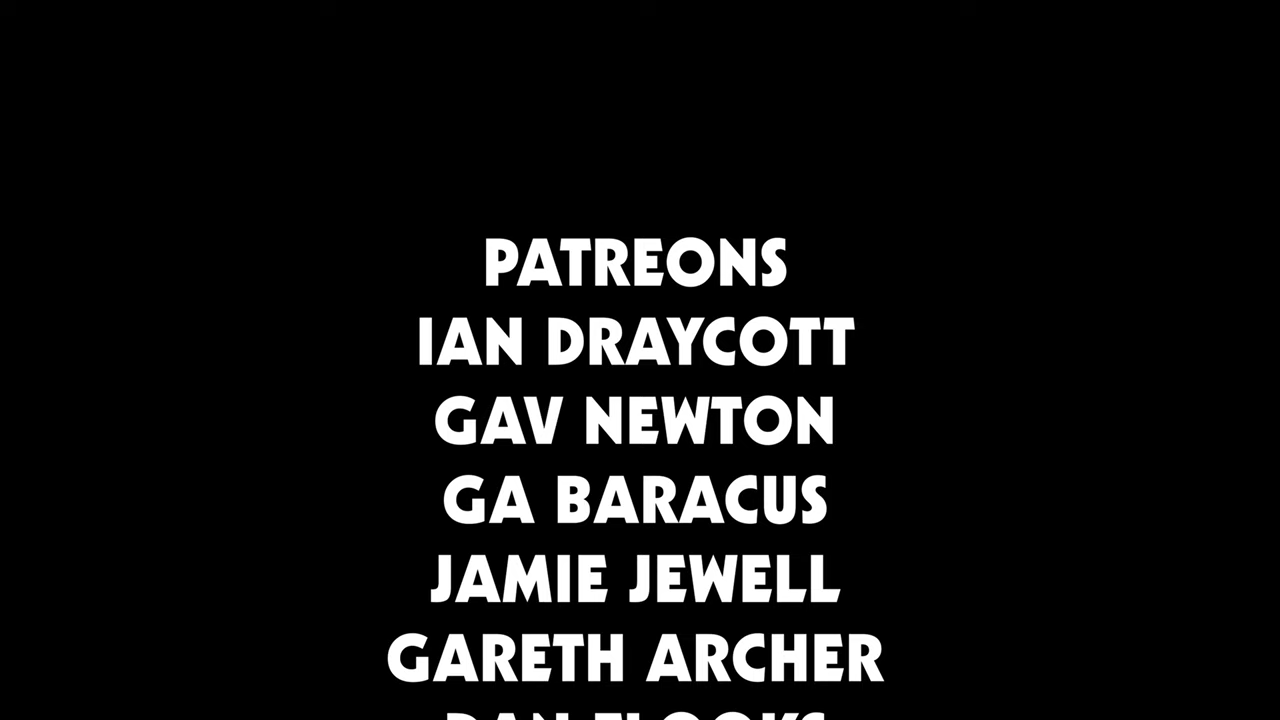 PATREONS
IAN DRAYCOTT
GAV NEWTON
GA BARACUS
JAMIE JEWELL
GARETH ARCHER